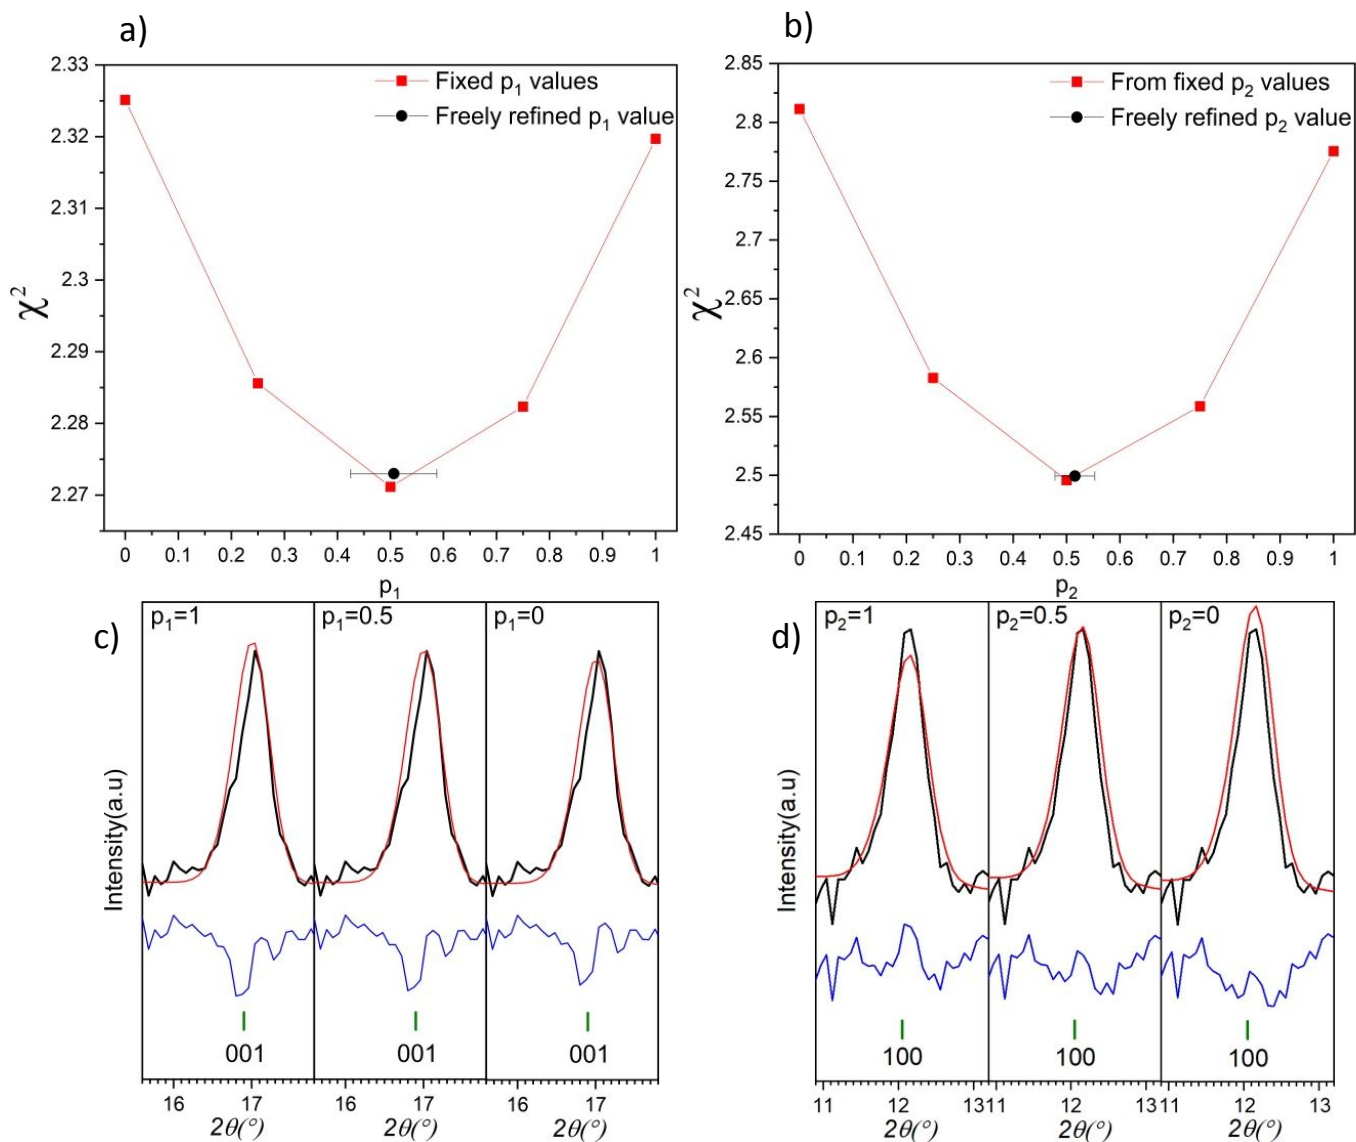 a)
2.33
2.32
2.31
2.3
2.29
2.28
2.27
χ²
Fixed p₁ values
Freely refined p₁ value
0 0.1 0.2 0.3 0.4 0.5 0.6 0.7 0.8 0.9 1
p₁
b)
2.85
2.8
2.75
2.7
2.65
2.6
2.55
2.5
2.45
χ²
From fixed p₂ values
Freely refined p₂ value
0 0.1 0.2 0.3 0.4 0.5 0.6 0.7 0.8 0.9 1
p₂
c)
p₁=1 p₁=0.5 p₁=0
Intensity(a.u)
001 001 001
16 17 16 17 16 17
2θ(°) 2θ(°) 2θ(°)
d)
p₂=1 p₂=0.5 p₂=0
Intensity(a.u)
100 100 100
11 12 13 11 12 13 11 12 13
2θ(°) 2θ(°) 2θ(°)